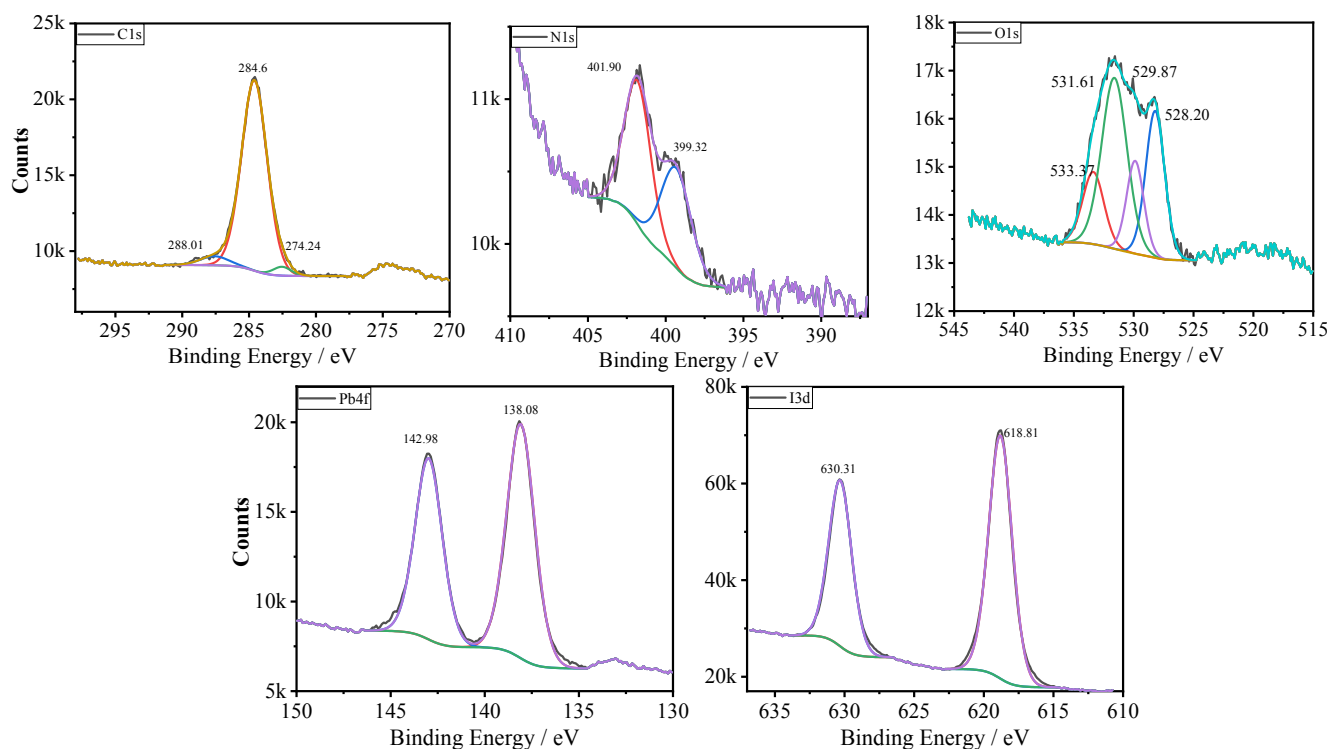 C1s
25k
20k
15k
10k
Counts
284.6
288.01
274.24
295 290 285 280 275 270
Binding Energy / eV
N1s
11k
10k
401.90
399.32
410 405 400 395 390
Binding Energy / eV
O1s
18k
17k
16k
15k
14k
13k
12k
531.61
529.87
528.20
533.37
545 540 535 530 525 520 515
Binding Energy / eV
Pb4f
20k
15k
10k
5k
Counts
142.98
138.08
150 145 140 135 130
Binding Energy / eV
I3d
80k
60k
40k
20k
630.31
618.81
635 630 625 620 615 610
Binding Energy / eV